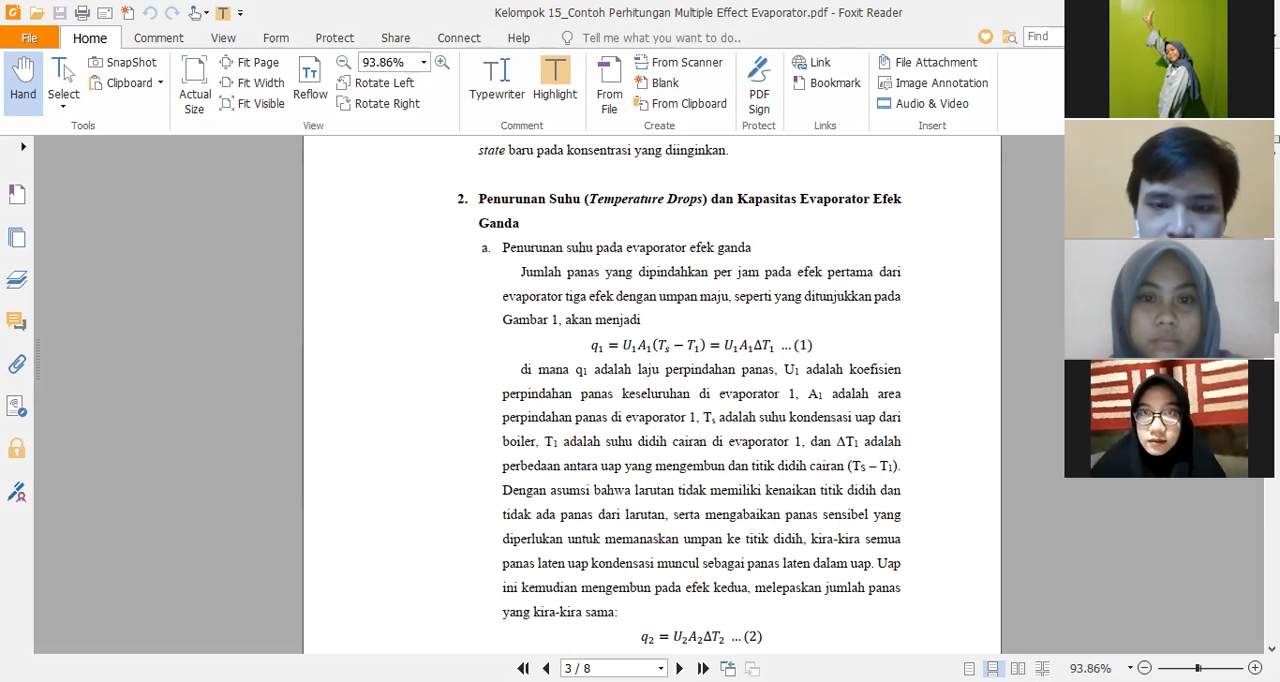 Kelompok 15_Contoh Perhitungan Multiple Effect Evaporator.pdf - Foxit Reader
File Home Comment View Form Protect Share Connect Help Tell me what you want to do.. Find
Hand
Select
SnapShot
Clipboard
Tools
Actual Size
Fit Page
Fit Width
Fit Visible
Reflow
93.86%
Rotate Left
Rotate Right
View
Typewriter
Highlight
Comment
From File
From Scanner
Blank
From Clipboard
Create
PDF Sign
Protect
Link
Bookmark
Links
File Attachment
Image Annotation
Audio & Video
Insert
state baru pada konsentrasi yang diinginkan.
2. Penurunan Suhu (Temperature Drops) dan Kapasitas Evaporator Efek
Ganda
a. Penurunan suhu pada evaporator efek ganda
Jumlah panas yang dipindahkan per jam pada efek pertama dari
evaporator tiga efek dengan umpan maju, seperti yang ditunjukkan pada
Gambar 1, akan menjadi
q₁ = U₁A₁(Tₛ − T₁) = U₁A₁ΔT₁ …(1)
di mana q₁ adalah laju perpindahan panas, U₁ adalah koefisien
perpindahan panas keseluruhan di evaporator 1, A₁ adalah area
perpindahan panas di evaporator 1, Tₛ adalah suhu kondensasi uap dari
boiler, T₁ adalah suhu didih cairan di evaporator 1, dan ΔT₁ adalah
perbedaan antara uap yang mengembun dan titik didih cairan (Tₛ – T₁).
Dengan asumsi bahwa larutan tidak memiliki kenaikan titik didih dan
tidak ada panas dari larutan, serta mengabaikan panas sensibel yang
diperlukan untuk memanaskan umpan ke titik didih, kira-kira semua
panas laten uap kondensasi muncul sebagai panas laten dalam uap. Uap
ini kemudian mengembun pada efek kedua, melepaskan jumlah panas
yang kira-kira sama:
q₂ = U₂A₂ΔT₂ …(2)
3 / 8
93.86%